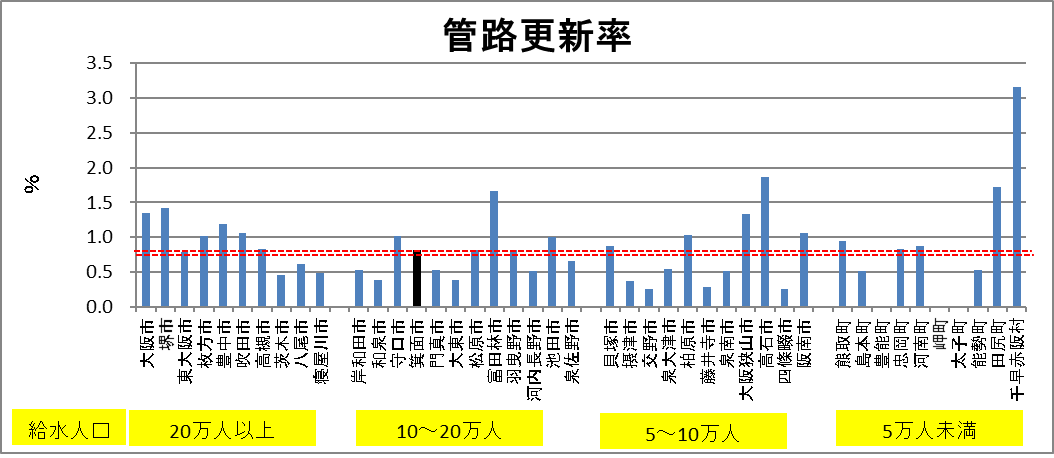 管路更新率
3.5
3.0
2.5
2.0
1.5
1.0
0.5
0.0
%
大阪市
堺市
東大阪市
枚方市
豊中市
吹田市
高槻市
茨木市
八尾市
寝屋川市
岸和田市
和泉市
守口市
箕面市
門真市
大東市
松原市
富田林市
羽曳野市
河内長野市
池田市
泉佐野市
貝塚市
摂津市
交野市
泉大津市
柏原市
藤井寺市
泉南市
大阪狭山市
高石市
四條畷市
阪南市
熊取町
島本町
豊能町
忠岡町
河南町
岬町
太子町
能勢町
田尻町
千早赤阪村
給水人口
20万人以上
10～20万人
5～10万人
5万人未満